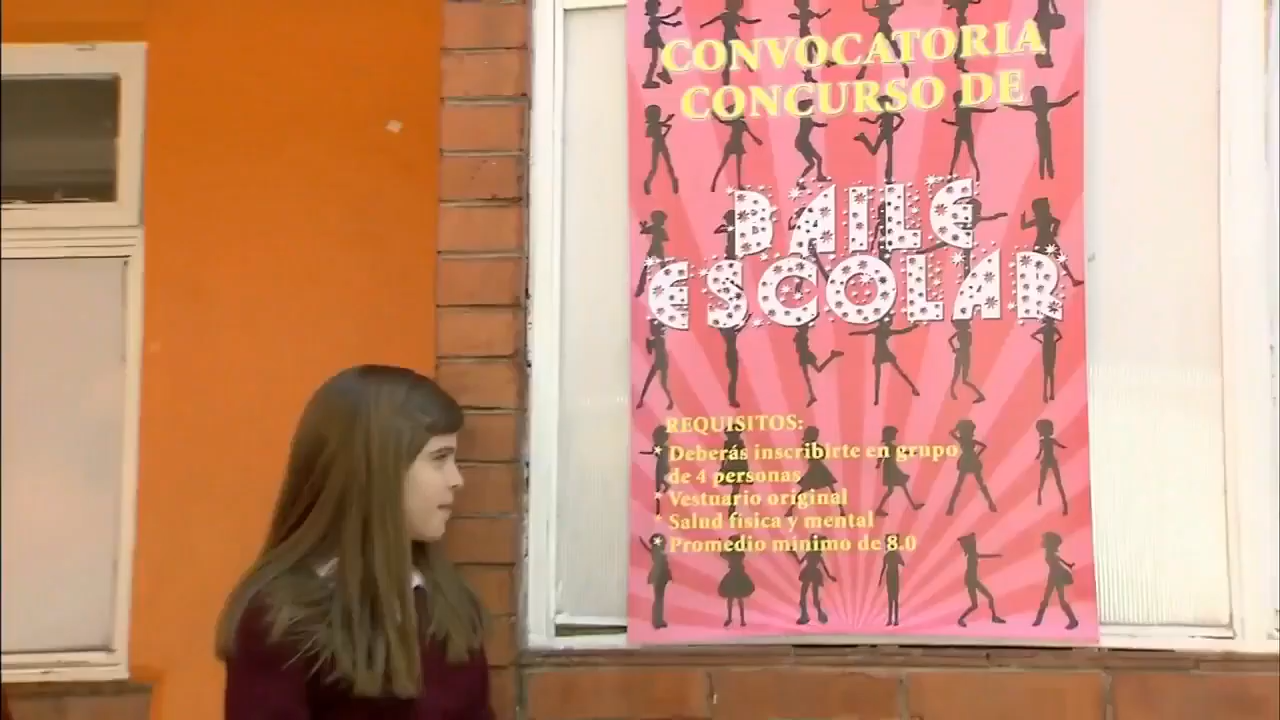 CONVOCATORIA
CONCURSO DE
BAILE
ESCOLAR
REQUISITOS:
* Deberás inscribirte en grupo
de 4 personas
* Vestuario original
* Salud física y mental
* Promedio mínimo de 8.0